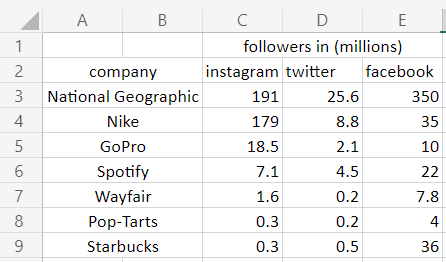 A B C D E
1 followers in (millions)
2 company instagram twitter facebook
3 National Geographic 191 25.6 350
4 Nike 179 8.8 35
5 GoPro 18.5 2.1 10
6 Spotify 7.1 4.5 22
7 Wayfair 1.6 0.2 7.8
8 Pop-Tarts 0.3 0.2 4
9 Starbucks 0.3 0.5 36